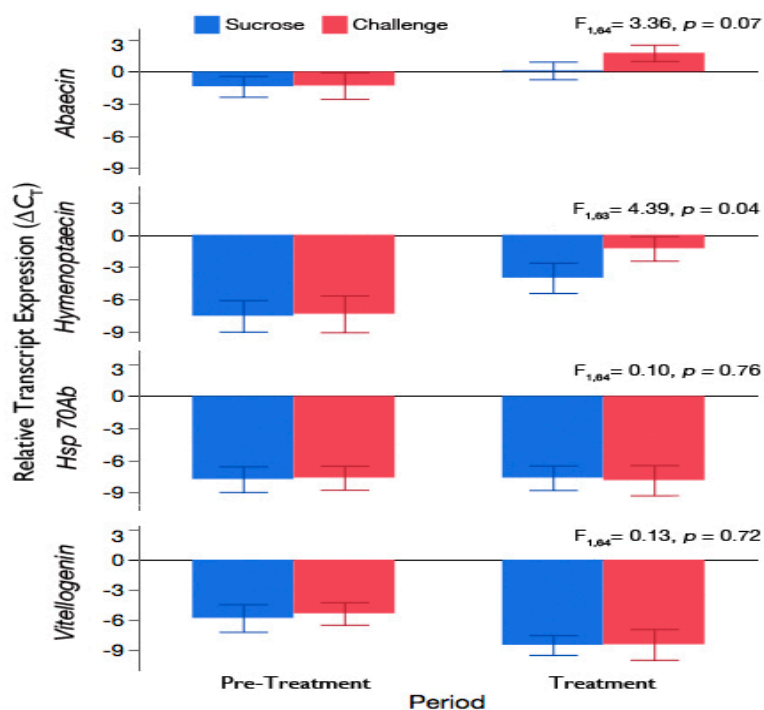 Sucrose Challenge
F1,64= 3.36, p = 0.07
3
0
-3
-6
-9
Abaecin
F1,63= 4.39, p = 0.04
3
0
-3
-6
-9
Hymenoptaecin
F1,64= 0.10, p = 0.76
3
0
-3
-6
-9
Hsp 70Ab
F1,64= 0.13, p = 0.72
3
0
-3
-6
-9
Vitellogenin
Relative Transcript Expression (ΔCT)
Pre-Treatment Treatment
Period